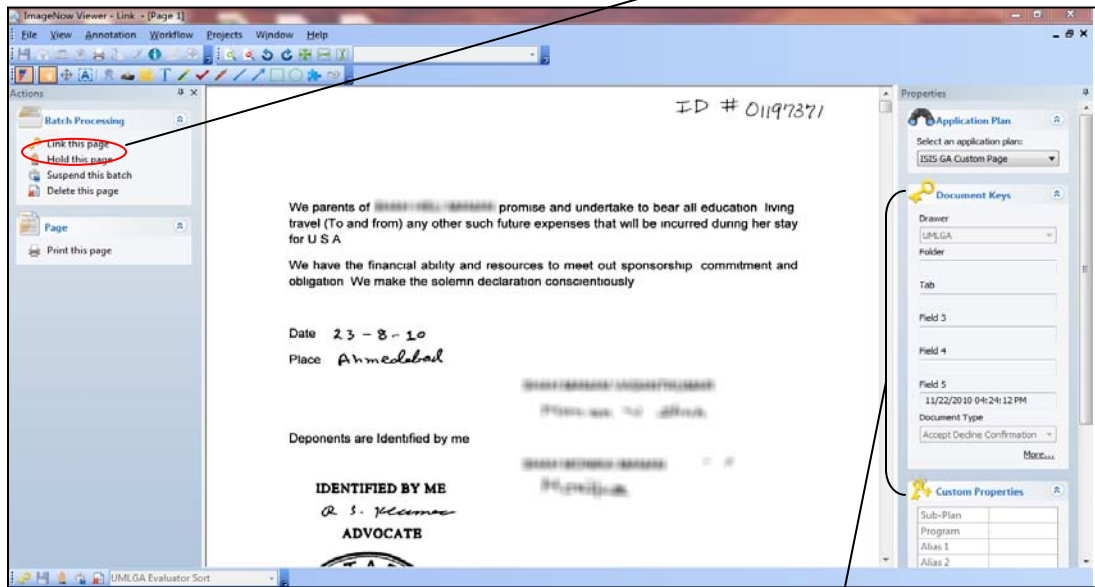 ImageNow Viewer - Link - [Page 1]
File View Annotation Workflow Projects Window Help
Actions
Batch Processing
Link this page
Hold this page
Suspend this batch
Delete this page
Page
Print this page
ID # 01197371
We parents of promise and undertake to bear all education living
travel (To and from) any other such future expenses that will be incurred during her stay
for U S A
We have the financial ability and resources to meet out sponsorship commitment and
obligation We make the solemn declaration conscientiously
Date 23-8-10
Place Ahmedabad
Deponents are Identified by me
IDENTIFIED BY ME
ADVOCATE
Properties
Application Plan
Select an application plan:
ISIS GA Custom Page
Document Keys
Drawer
UMLGA
Folder
Tab
Field 3
Field 4
Field 5
11/22/2010 04:24:12 PM
Document Type
Accept Decline Confirmation
More...
Custom Properties
Sub-Plan
Program
Alias 1
Alias 2
UMLGA Evaluator Sort